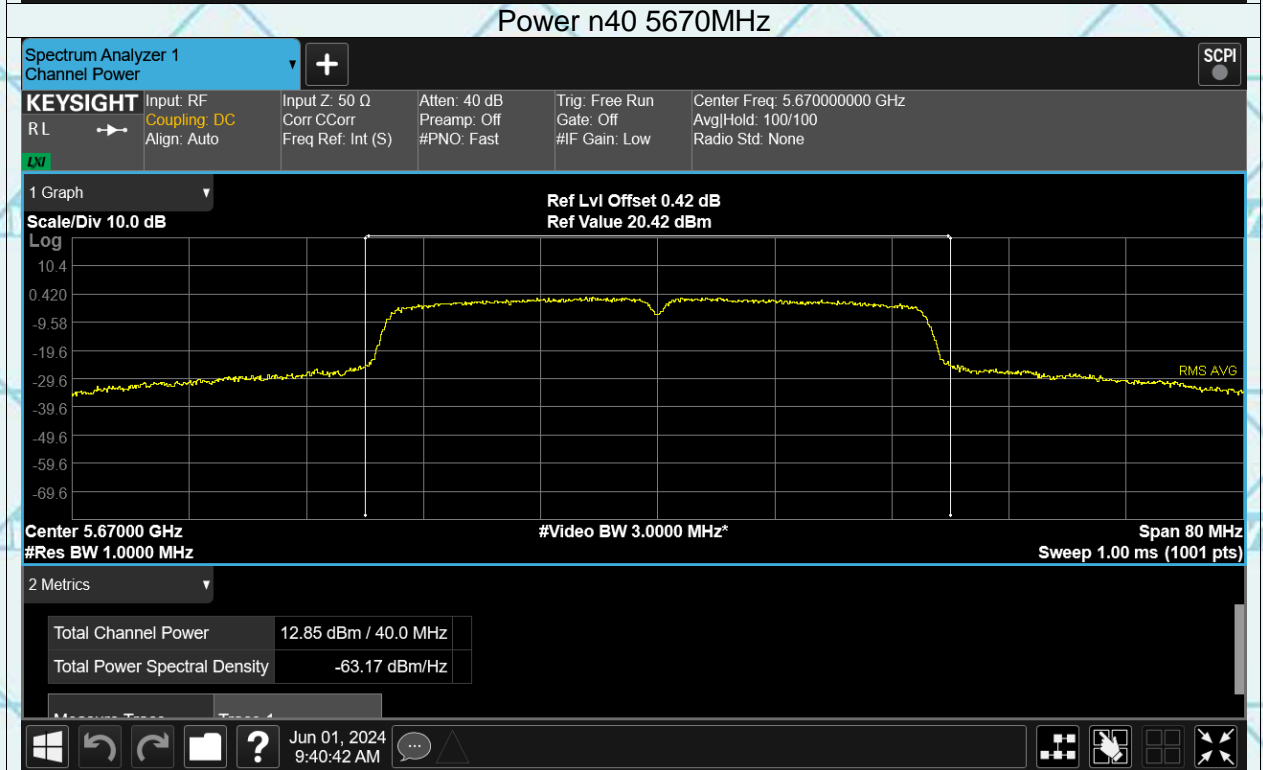 Power n40 5670MHz
Spectrum Analyzer 1
Channel Power
+
SCPI
KEYSIGHT
R L
LXI
Input: RF
Coupling: DC
Align: Auto
Input Z: 50 Ω
Corr CCorr
Freq Ref: Int (S)
Atten: 40 dB
Preamp: Off
#PNO: Fast
Trig: Free Run
Gate: Off
#IF Gain: Low
Center Freq: 5.670000000 GHz
Avg|Hold: 100/100
Radio Std: None
1 Graph
Ref Lvl Offset 0.42 dB
Scale/Div 10.0 dB
Ref Value 20.42 dBm
Log
10.4
0.420
-9.58
-19.6
-29.6
-39.6
-49.6
-59.6
-69.6
RMS AVG
Center 5.67000 GHz
#Video BW 3.0000 MHz*
Span 80 MHz
#Res BW 1.0000 MHz
Sweep 1.00 ms (1001 pts)
2 Metrics
Total Channel Power 12.85 dBm / 40.0 MHz
Total Power Spectral Density -63.17 dBm/Hz
Measure Trace Trace 1
?
Jun 01, 2024
9:40:42 AM